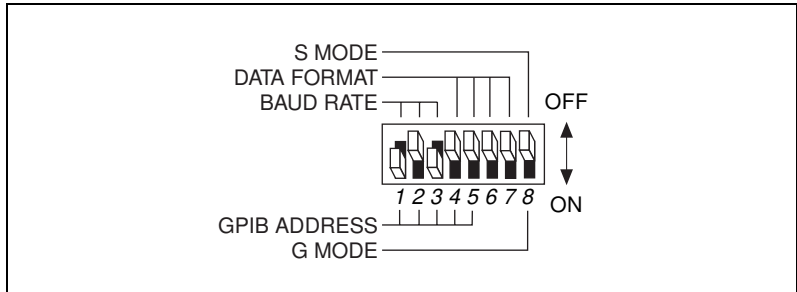 S MODE
DATA FORMAT
BAUD RATE
OFF
1 2 3 4 5 6 7 8
ON
GPIB ADDRESS
G MODE